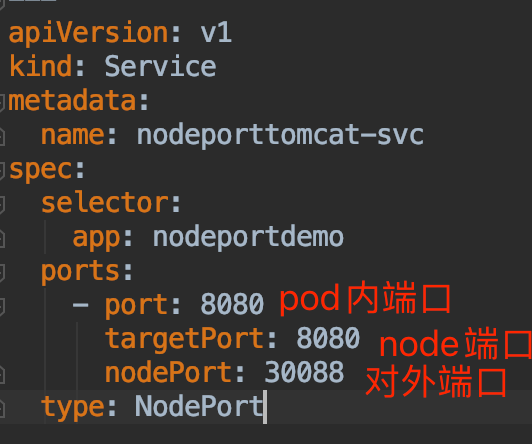 apiVersion: v1
kind: Service
metadata:
  name: nodeporttomcat-svc
spec:
  selector:
    app: nodeportdemo
  ports:
    - port: 8080 pod内端口
      targetPort: 8080 node端口
      nodePort: 30088 对外端口
  type: NodePort